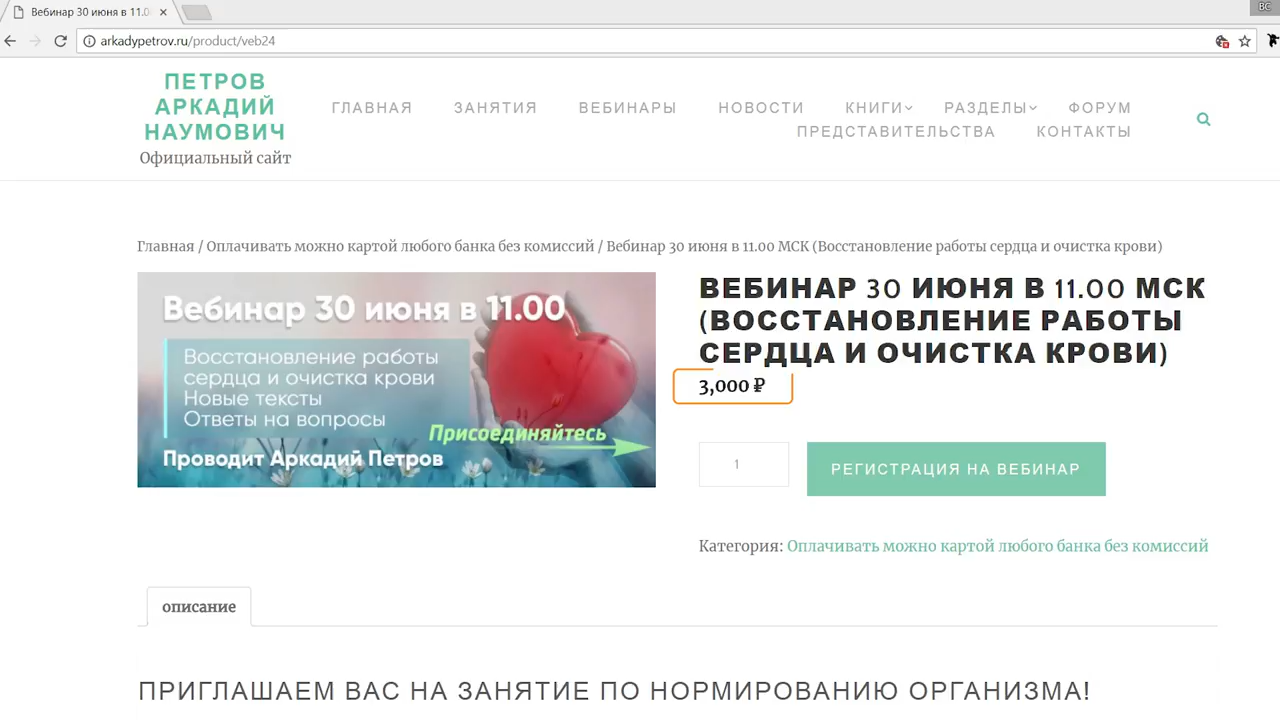 Вебинар 30 июня в 11.0
ВС
arkadypetrov.ru/product/veb24
ПЕТРОВ
АРКАДИЙ
НАУМОВИЧ
Официальный сайт
ГЛАВНАЯ ЗАНЯТИЯ ВЕБИНАРЫ НОВОСТИ КНИГИ РАЗДЕЛЫ ФОРУМ
ПРЕДСТАВИТЕЛЬСТВА КОНТАКТЫ
Главная / Оплачивать можно картой любого банка без комиссий / Вебинар 30 июня в 11.00 МСК (Восстановление работы сердца и очистка крови)
Вебинар 30 июня в 11.00
Восстановление работы
сердца и очистка крови
Новые тексты
Ответы на вопросы
Присоединяйтесь
Проводит Аркадий Петров
ВЕБИНАР 30 ИЮНЯ В 11.00 МСК
(ВОССТАНОВЛЕНИЕ РАБОТЫ
СЕРДЦА И ОЧИСТКА КРОВИ)
3,000 ₽
1
РЕГИСТРАЦИЯ НА ВЕБИНАР
Категория: Оплачивать можно картой любого банка без комиссий
описание
ПРИГЛАШАЕМ ВАС НА ЗАНЯТИЕ ПО НОРМИРОВАНИЮ ОРГАНИЗМА!